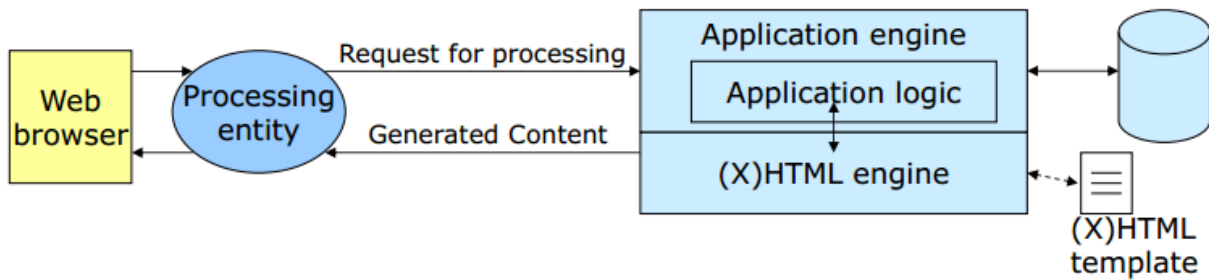 Web
browser
Processing
entity
Request for processing
Generated Content
Application engine
Application logic
(X)HTML engine
(X)HTML
template